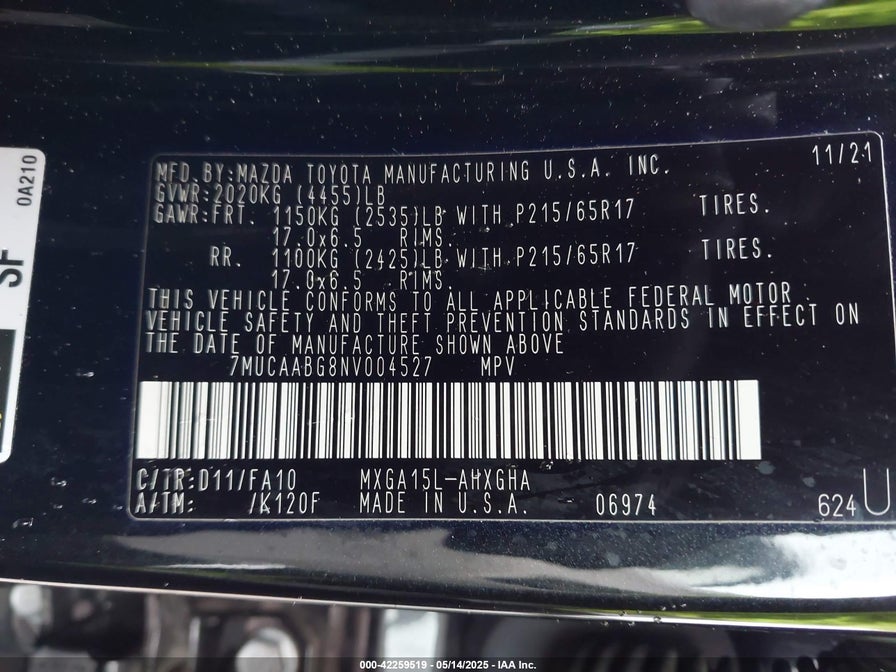 0A210
SF
11/21
MFD.BY:MAZDA TOYOTA MANUFACTURING U.S.A. INC.
GVWR:2020KG (4455)LB
GAWR:FRT. 1150KG (2535)LB WITH P215/65R17 TIRES.
17.0x6.5 RIMS.
RR. 1100KG (2425)LB WITH P215/65R17 TIRES.
17.0x6.5 RIMS.
THIS VEHICLE CONFORMS TO ALL APPLICABLE FEDERAL MOTOR
VEHICLE SAFETY AND THEFT PREVENTION STANDARDS IN EFFECT ON
THE DATE OF MANUFACTURE SHOWN ABOVE
7MUCAABG8NV004527 MPV
C/TR:D11/FA10 MXGA15L-AHXGHA
A/TM: /K120F MADE IN U.S.A. 06974 624 U
000-42259519 - 05/14/2025 - IAA Inc.